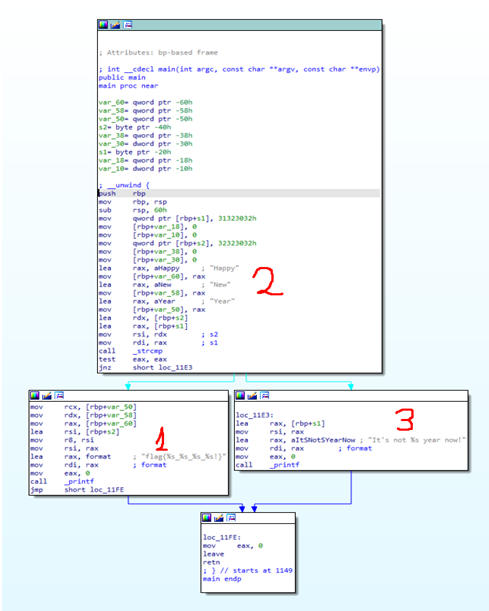 ; Attributes: bp-based frame
; int __cdecl main(int argc, const char **argv, const char **envp)
public main
main proc near
var_60= qword ptr -60h
var_58= qword ptr -58h
var_50= qword ptr -50h
s2= byte ptr -40h
var_38= qword ptr -38h
var_30= dword ptr -30h
s1= byte ptr -20h
var_18= qword ptr -18h
var_10= dword ptr -10h
; __unwind {
push rbp
mov rbp, rsp
sub rsp, 60h
mov qword ptr [rbp+s1], 31323032h
mov [rbp+var_18], 0
mov [rbp+var_10], 0
mov qword ptr [rbp+s2], 32323032h
mov [rbp+var_38], 0
mov [rbp+var_30], 0
lea rax, aHappy ; "Happy"
mov [rbp+var_60], rax
lea rax, aNew ; "New"
mov [rbp+var_58], rax
lea rax, aYear ; "Year"
mov [rbp+var_50], rax
lea rdx, [rbp+s2]
lea rax, [rbp+s1]
mov rsi, rdx ; s2
mov rdi, rax ; s1
call _strcmp
test eax, eax
jnz short loc_11E3
2
mov rcx, [rbp+var_50]
mov rdx, [rbp+var_58]
mov rax, [rbp+var_60]
lea rsi, [rbp+s2]
mov r8, rsi
mov rsi, rax
lea rax, format ; "flag{%s_%s_%s_%s!}"
mov rdi, rax ; format
mov eax, 0
call _printf
jmp short loc_11FE
1
loc_11E3:
lea rax, [rbp+s1]
mov rsi, rax
lea rax, aItSNotSYearNow ; "It's not %s year now!"
mov rdi, rax ; format
mov eax, 0
call _printf
3
loc_11FE:
mov eax, 0
leave
retn
; } // starts at 1149
main endp